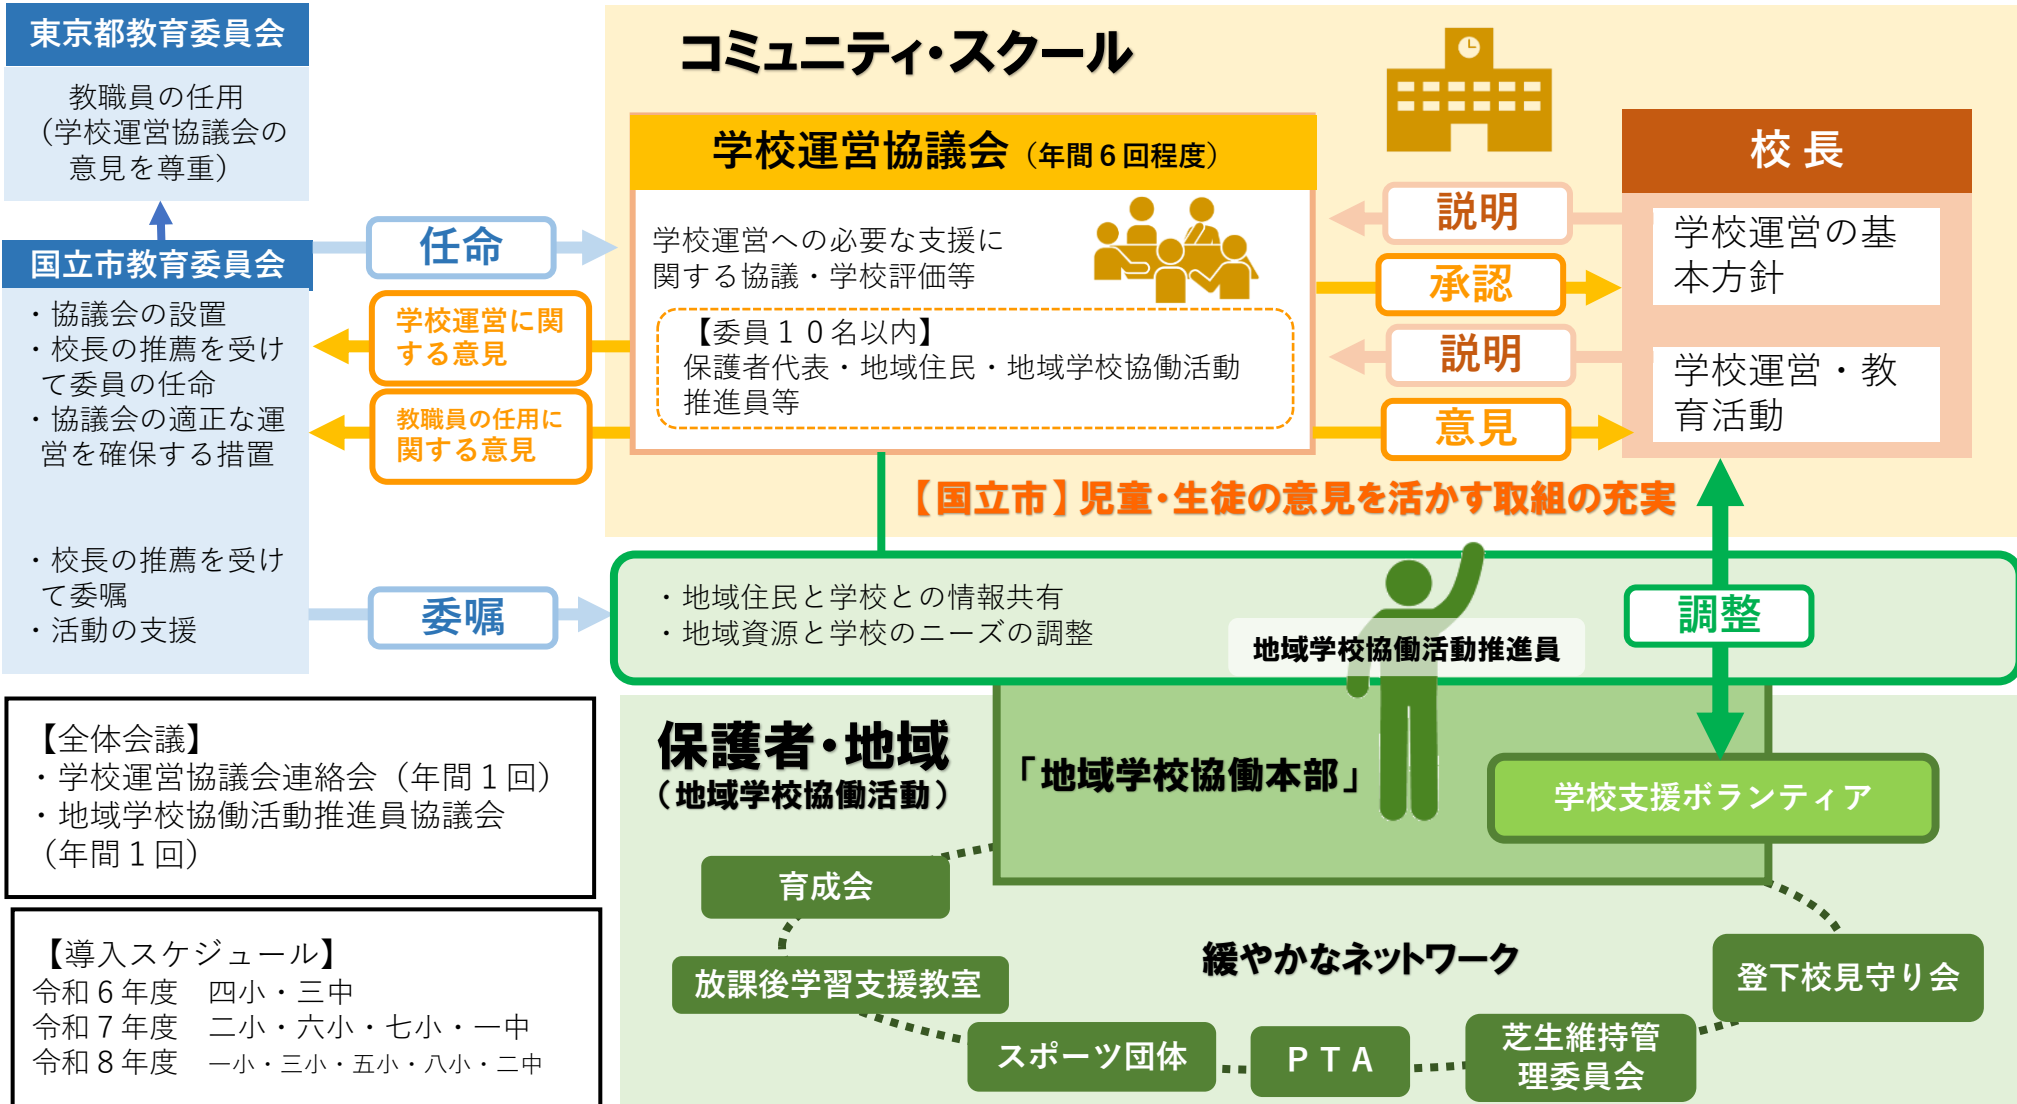 東京都教育委員会
教職員の任用
（学校運営協議会の
意見を尊重）
国立市教育委員会
・協議会の設置
・校長の推薦を受け
て委員の任命
・協議会の適正な運
営を確保する措置
・校長の推薦を受け
て委嘱
・活動の支援
任命
学校運営に関
する意見
教職員の任用に
関する意見
委嘱
コミュニティ・スクール
学校運営協議会（年間６回程度）
学校運営への必要な支援に
関する協議・学校評価等
【委員１０名以内】
保護者代表・地域住民・地域学校協働活動
推進員等
説明
承認
説明
意見
校長
学校運営の基
本方針
学校運営・教
育活動
【国立市】児童・生徒の意見を活かす取組の充実
・地域住民と学校との情報共有
・地域資源と学校のニーズの調整
地域学校協働活動推進員
調整
保護者・地域
（地域学校協働活動）
「地域学校協働本部」
学校支援ボランティア
育成会
放課後学習支援教室
スポーツ団体
ＰＴＡ
芝生維持管
理委員会
登下校見守り会
緩やかなネットワーク
【全体会議】
・学校運営協議会連絡会（年間１回）
・地域学校協働活動推進員協議会
（年間１回）
【導入スケジュール】
令和６年度　四小・三中
令和７年度　二小・六小・七小・一中
令和８年度　一小・三小・五小・八小・二中